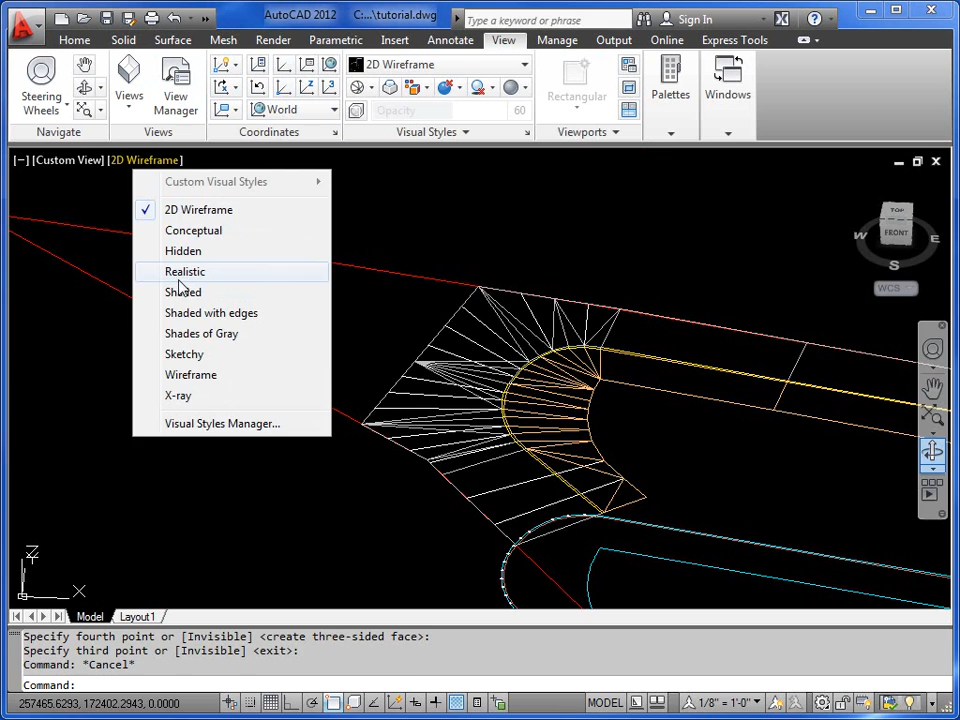 AutoCAD 2012 C:...\tutorial.dwg
Type a keyword or phrase
Sign In
Home Solid Surface Mesh Render Parametric Insert Annotate View Manage Output Online Express Tools
2D Wireframe
Steering
Wheels
Views
View
Manager
World
Opacity 60
Rectangular
Palettes
Windows
Navigate
Views
Coordinates
Visual Styles
Viewports
[−] [Custom View] [2D Wireframe]
Custom Visual Styles
2D Wireframe
Conceptual
Hidden
Realistic
Shaded
Shaded with edges
Shades of Gray
Sketchy
Wireframe
X-ray
Visual Styles Manager...
TOP
FRONT
W
E
S
WCS
Z
X
Model
Layout1
Specify fourth point or [Invisible] <create three-sided face>:
Specify third point or [Invisible] <exit>:
Command: *Cancel*
Command:
257465.6293, 172402.2943, 0.0000
MODEL
1/8" = 1'-0"